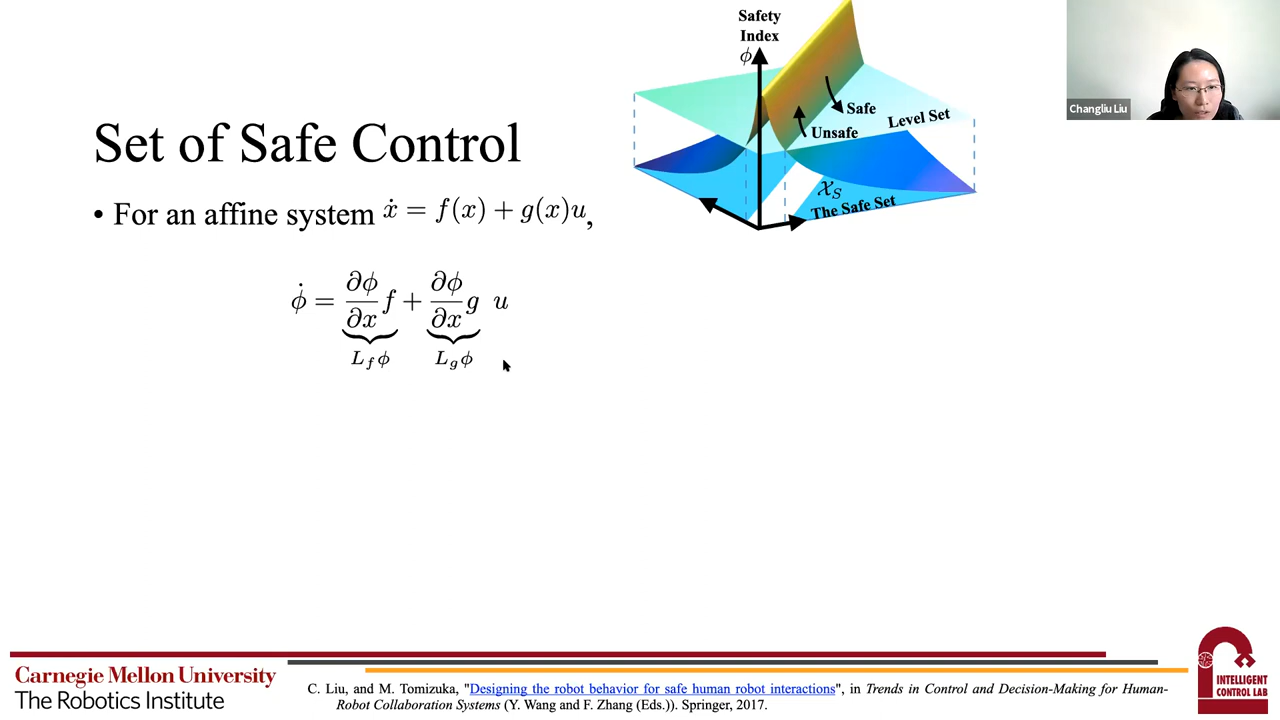 Safety
Index
ϕ
Safe
Unsafe
Level Set
𝒳_S
The Safe Set
Changliu Liu
Set of Safe Control
• For an affine system ẋ = f(x) + g(x)u,
ϕ̇ = ∂ϕ/∂x f + ∂ϕ/∂x g u
L_f ϕ L_g ϕ
Carnegie Mellon University
The Robotics Institute
C. Liu, and M. Tomizuka, "Designing the robot behavior for safe human robot interactions", in Trends in Control and Decision-Making for Human-
Robot Collaboration Systems (Y. Wang and F. Zhang (Eds.)). Springer, 2017.
INTELLIGENT
CONTROL LAB